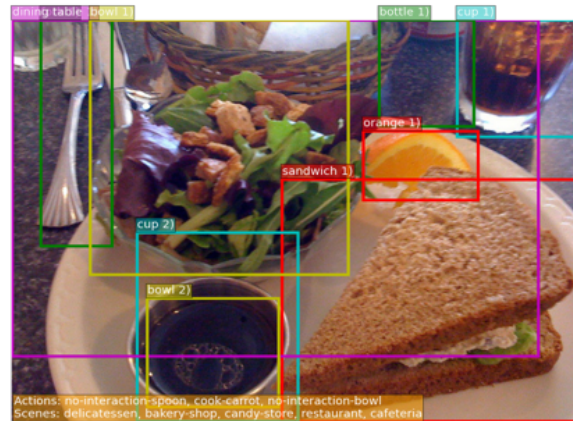 dining table
bowl 1)
bottle 1)
cup 1)
orange 1)
sandwich 1)
cup 2)
bowl 2)
Actions: no-interaction-spoon, cook-carrot, no-interaction-bowl
Scenes: delicatessen, bakery-shop, candy-store, restaurant, cafeteria